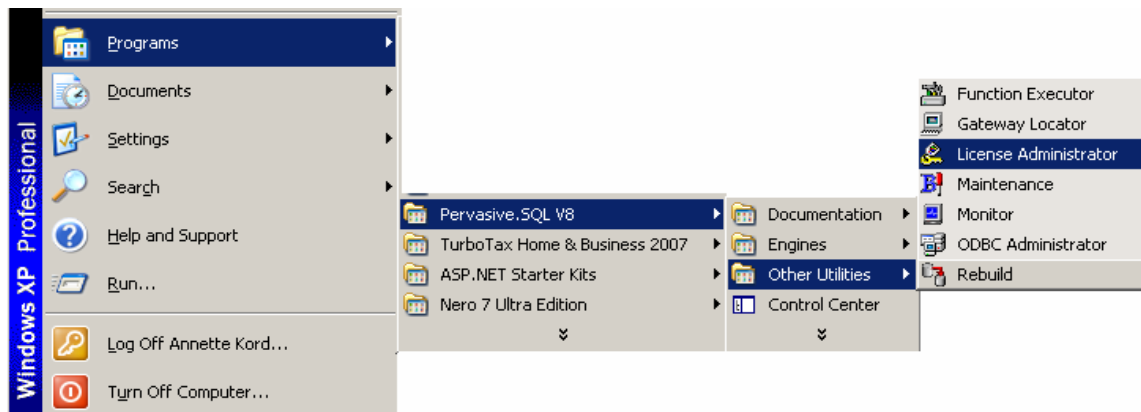 Windows XP Professional
Programs
Documents
Settings
Search
Help and Support
Run...
Log Off Annette Kord...
Turn Off Computer...
Pervasive.SQL V8
TurboTax Home & Business 2007
ASP.NET Starter Kits
Nero 7 Ultra Edition
Documentation
Engines
Other Utilities
Control Center
Function Executor
Gateway Locator
License Administrator
Maintenance
Monitor
ODBC Administrator
Rebuild